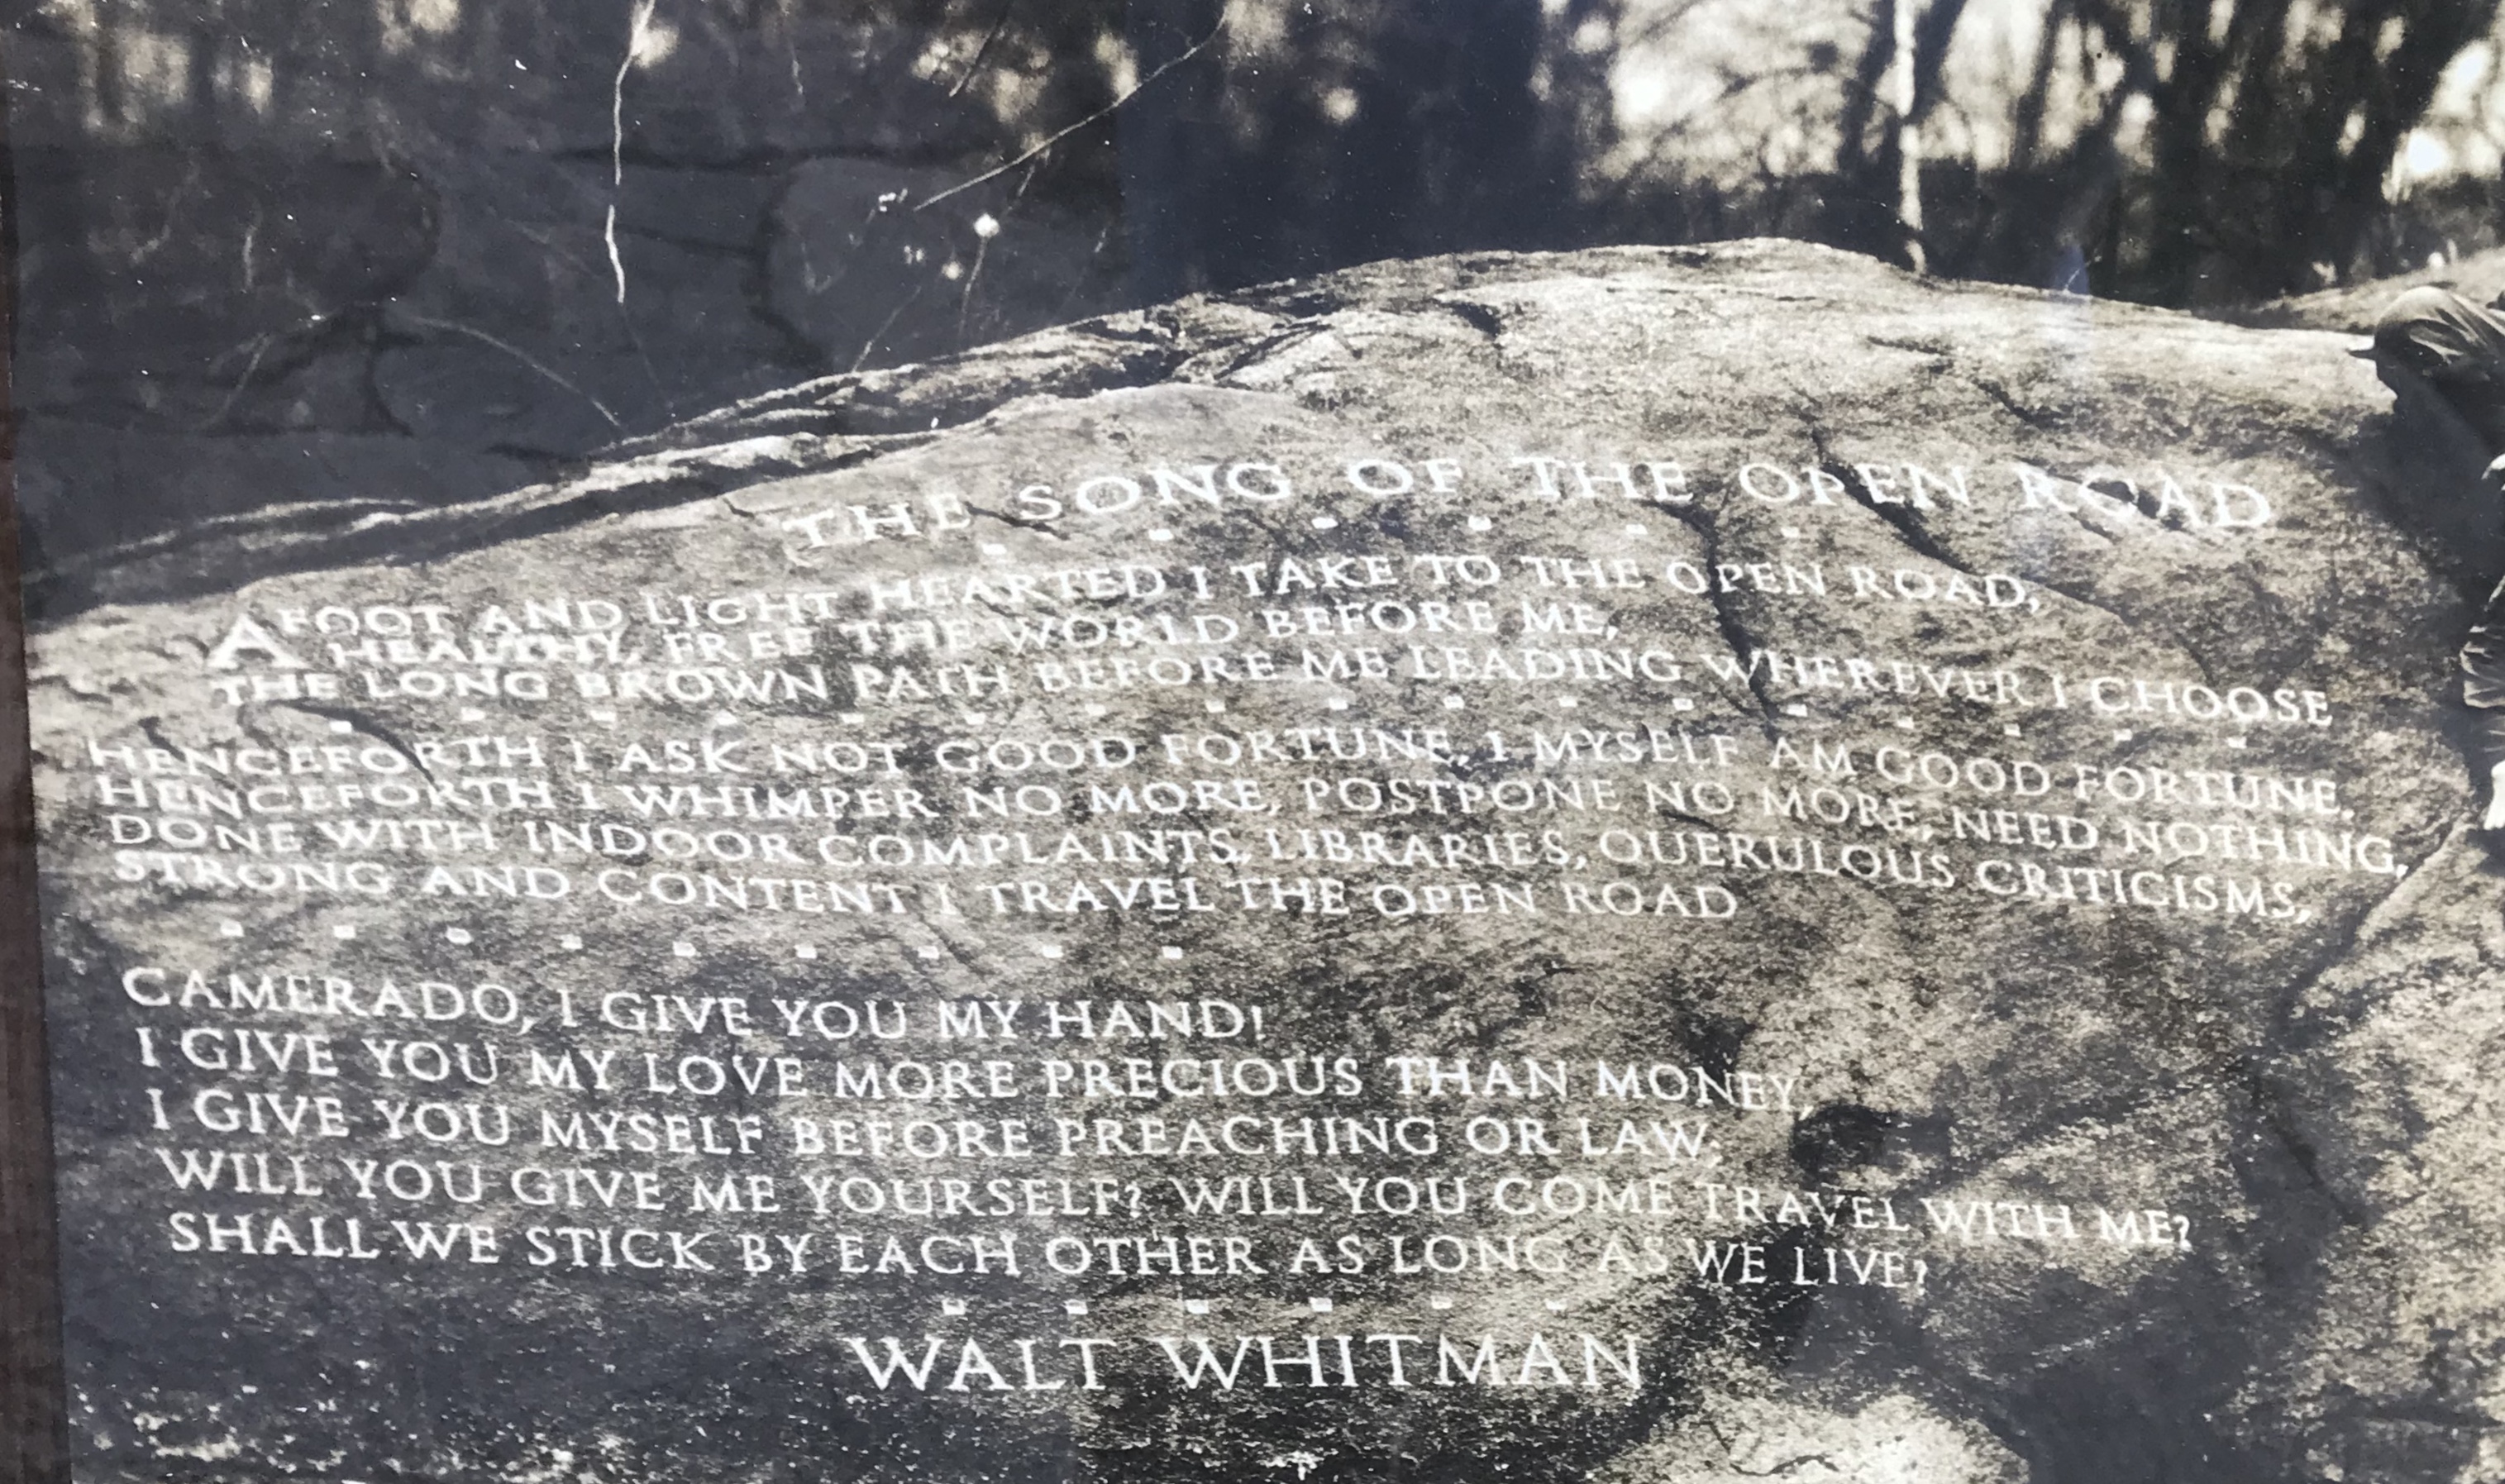 THE SONG OF THE OPEN ROAD
AFOOT AND LIGHT HEARTED I TAKE TO THE OPEN ROAD,
HEALTHY, FREE THE WORLD BEFORE ME,
THE LONG BROWN PATH BEFORE ME LEADING WHEREVER I CHOOSE
HENCEFORTH I ASK NOT GOOD FORTUNE, I MYSELF AM GOOD FORTUNE,
HENCEFORTH I WHIMPER NO MORE, POSTPONE NO MORE, NEED NOTHING,
DONE WITH INDOOR COMPLAINTS, LIBRARIES, QUERULOUS CRITICISMS,
STRONG AND CONTENT I TRAVEL THE OPEN ROAD
CAMERADO, I GIVE YOU MY HAND!
I GIVE YOU MY LOVE MORE PRECIOUS THAN MONEY,
I GIVE YOU MYSELF BEFORE PREACHING OR LAW;
WILL YOU GIVE ME YOURSELF? WILL YOU COME TRAVEL WITH ME?
SHALL WE STICK BY EACH OTHER AS LONG AS WE LIVE?
WALT WHITMAN